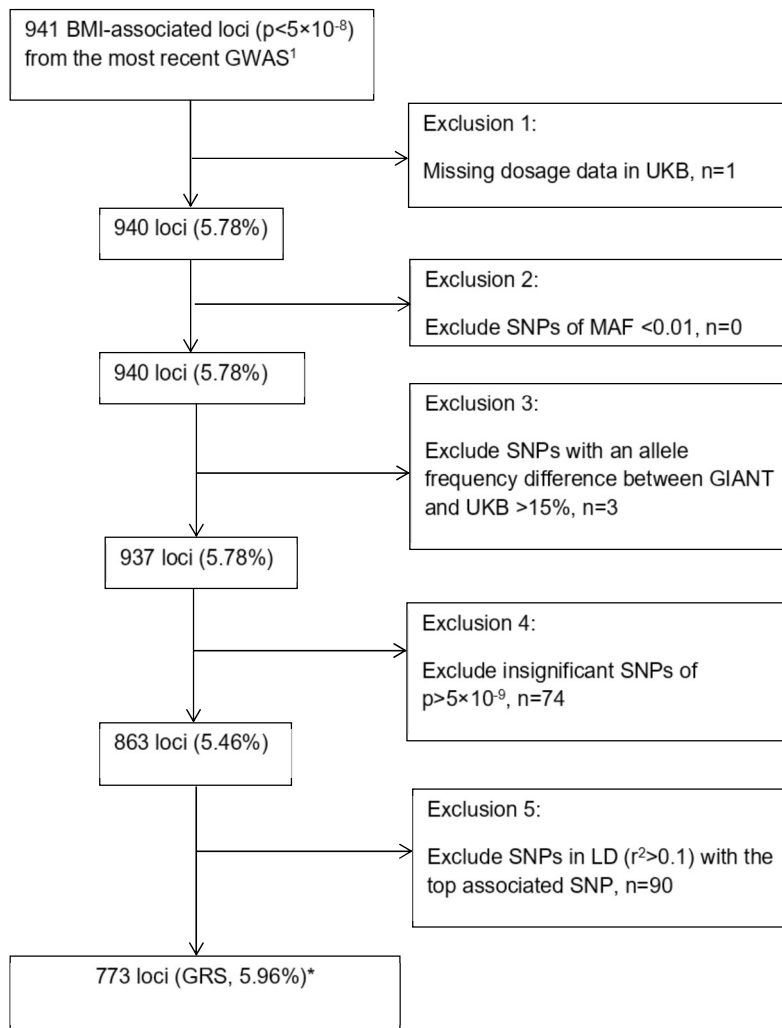 941 BMI-associated loci (p<5×10⁻⁸)
from the most recent GWAS¹
Exclusion 1:
Missing dosage data in UKB, n=1
940 loci (5.78%)
Exclusion 2:
Exclude SNPs of MAF <0.01, n=0
940 loci (5.78%)
Exclusion 3:
Exclude SNPs with an allele
frequency difference between GIANT
and UKB >15%, n=3
937 loci (5.78%)
Exclusion 4:
Exclude insignificant SNPs of
p>5×10⁻⁹, n=74
863 loci (5.46%)
Exclusion 5:
Exclude SNPs in LD (r²>0.1) with the
top associated SNP, n=90
773 loci (GRS, 5.96%)*